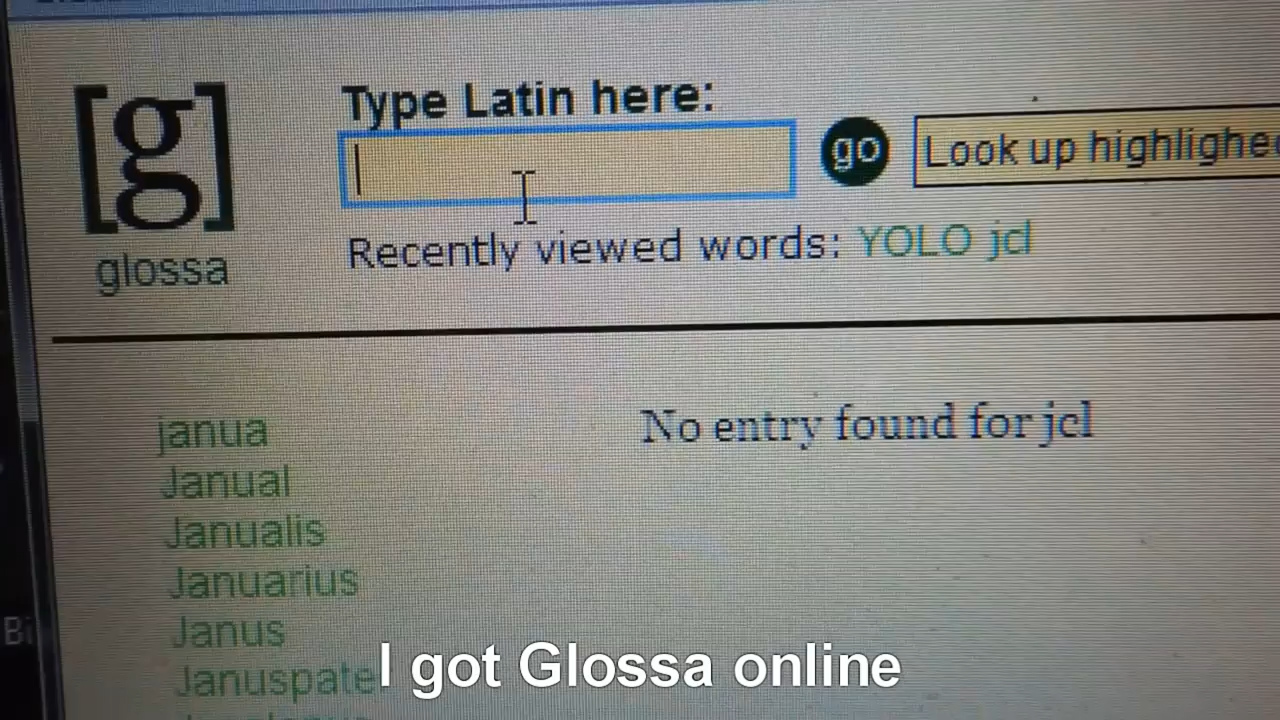 [g]
glossa
Type Latin here:
go
Look up highlighe
Recently viewed words: YOLO jcl
janua
Janual
Janualis
Januarius
Janus
Januspate
No entry found for jcl
I got Glossa online